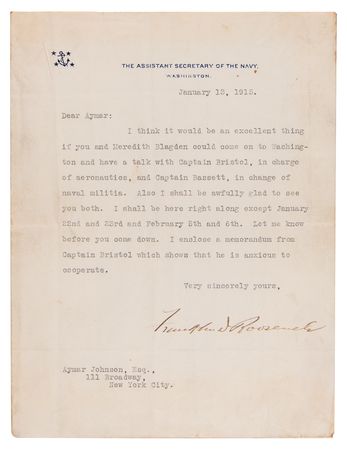 THE ASSISTANT SECRETARY OF THE NAVY.
WASHINGTON.
January 13, 1915.
Dear Aymar:
I think it would be an excellent thing
if you and Meredith Blagden could come on to Washing-
ton and have a talk with Captain Bristol, in charge
of aeronautics, and Captain Bassett, in charge of
naval militia. Also I shall be awfully glad to see
you both. I shall be here right along except January
22nd and 23rd and February 5th and 6th. Let me know
before you come down. I enclose a memorandum from
Captain Bristol which shows that he is anxious to
cooperate.
Very sincerely yours,
Franklin D Roosevelt
Aymar Johnson, Esq.,
111 Broadway,
New York City.